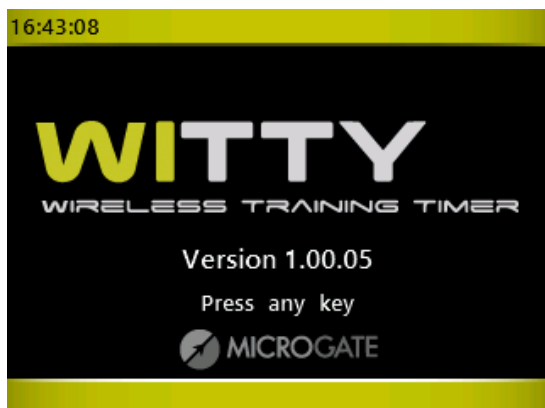 16:43:08
WITTY
WIRELESS TRAINING TIMER
Version 1.00.05
Press any key
MICROGATE